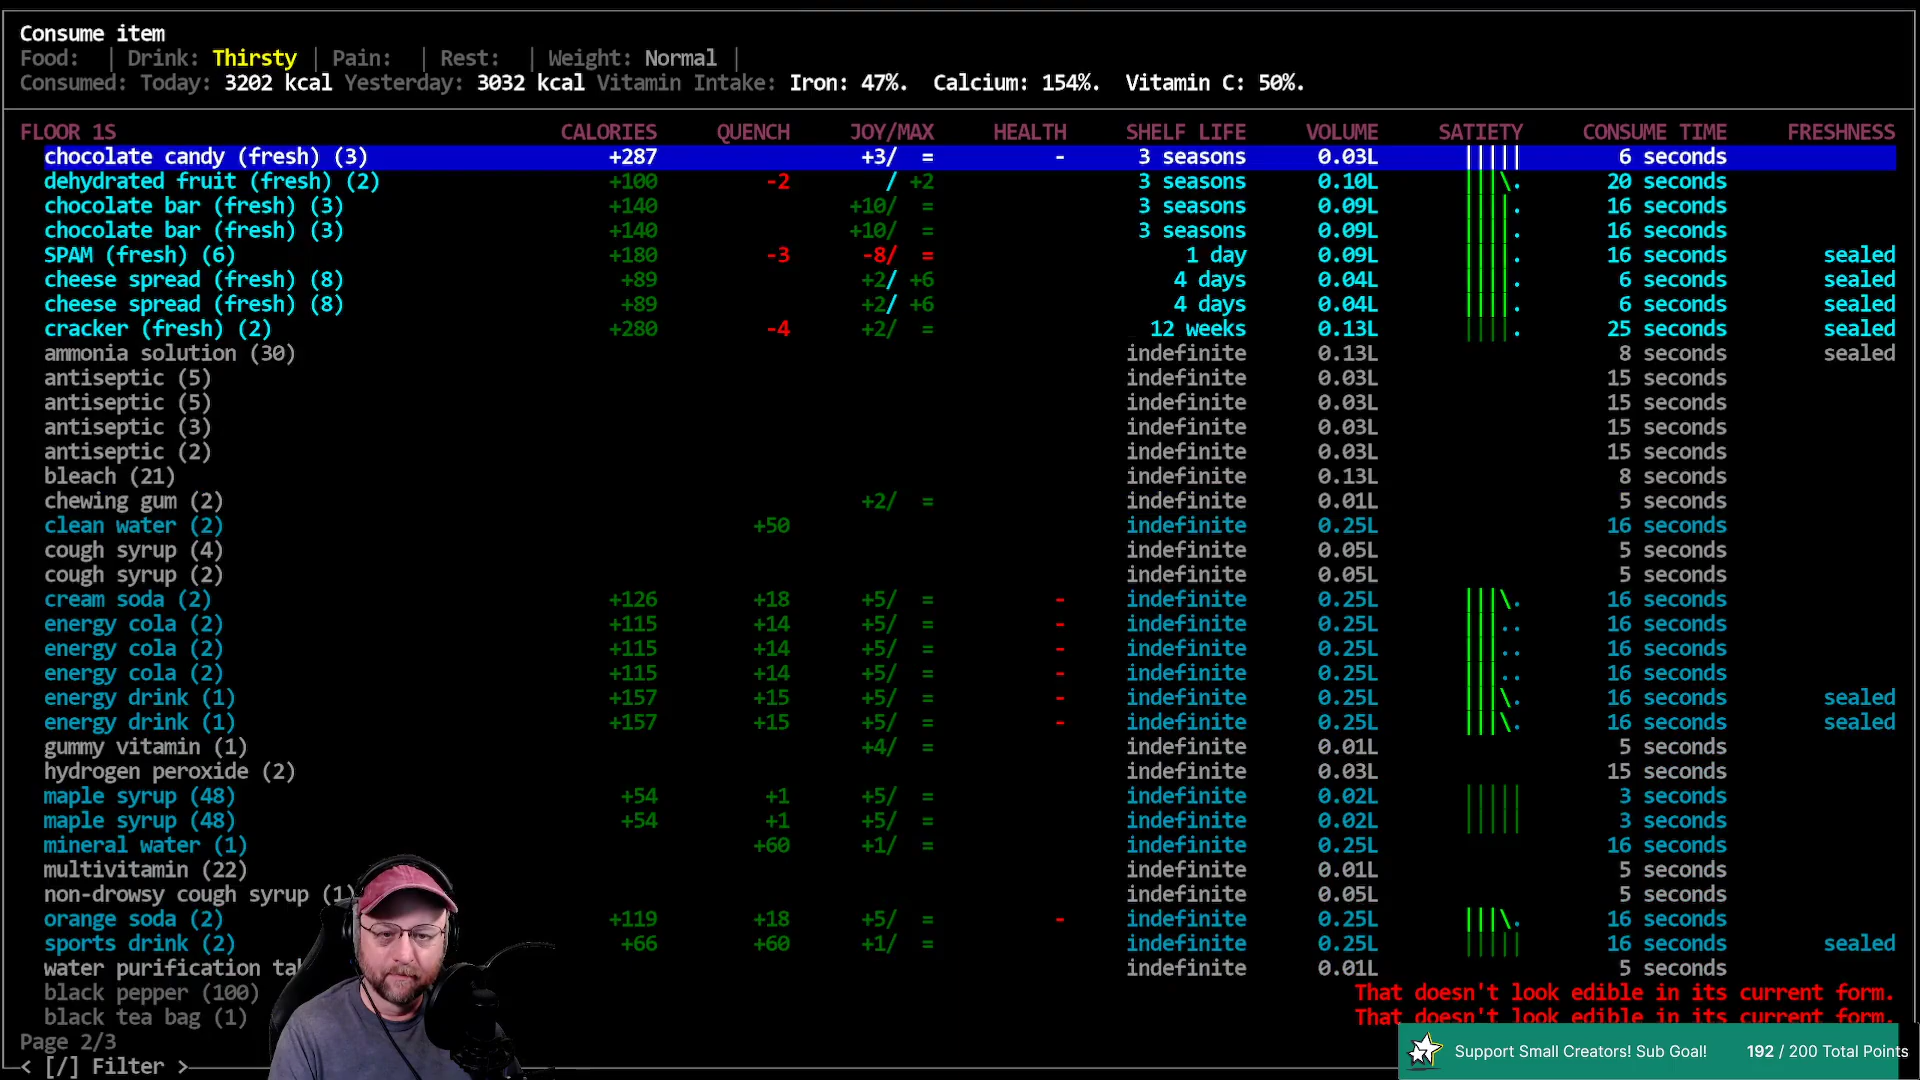 Consume item
Food: | Drink: Thirsty | Pain: | Rest: | Weight: Normal |
Consumed: Today: 3202 kcal Yesterday: 3032 kcal Vitamin Intake: Iron: 47%. Calcium: 154%. Vitamin C: 50%.
FLOOR 1S CALORIES QUENCH JOY/MAX HEALTH SHELF LIFE VOLUME SATIETY CONSUME TIME FRESHNESS
chocolate candy (fresh) (3) +287 +3/ = - 3 seasons 0.03L ||||| 6 seconds
dehydrated fruit (fresh) (2) +100 -2 / +2 3 seasons 0.10L |||\. 20 seconds
chocolate bar (fresh) (3) +140 +10/ = 3 seasons 0.09L ||||. 16 seconds
chocolate bar (fresh) (3) +140 +10/ = 3 seasons 0.09L ||||. 16 seconds
SPAM (fresh) (6) +180 -3 -8/ = 1 day 0.09L ||||. 16 seconds sealed
cheese spread (fresh) (8) +89 +2/ +6 4 days 0.04L ||||. 6 seconds sealed
cheese spread (fresh) (8) +89 +2/ +6 4 days 0.04L ||||. 6 seconds sealed
cracker (fresh) (2) +280 -4 +2/ = 12 weeks 0.13L ||||. 25 seconds sealed
ammonia solution (30) indefinite 0.13L 8 seconds sealed
antiseptic (5) indefinite 0.03L 15 seconds
antiseptic (5) indefinite 0.03L 15 seconds
antiseptic (3) indefinite 0.03L 15 seconds
antiseptic (2) indefinite 0.03L 15 seconds
bleach (21) indefinite 0.13L 8 seconds
chewing gum (2) +2/ = indefinite 0.01L 5 seconds
clean water (2) +50 indefinite 0.25L 16 seconds
cough syrup (4) indefinite 0.05L 5 seconds
cough syrup (2) indefinite 0.05L 5 seconds
cream soda (2) +126 +18 +5/ = - indefinite 0.25L |||\. 16 seconds
energy cola (2) +115 +14 +5/ = - indefinite 0.25L |||.. 16 seconds
energy cola (2) +115 +14 +5/ = - indefinite 0.25L |||.. 16 seconds
energy cola (2) +115 +14 +5/ = - indefinite 0.25L |||.. 16 seconds
energy drink (1) +157 +15 +5/ = - indefinite 0.25L |||\. 16 seconds sealed
energy drink (1) +157 +15 +5/ = - indefinite 0.25L |||\. 16 seconds sealed
gummy vitamin (1) +4/ = indefinite 0.01L 5 seconds
hydrogen peroxide (2) indefinite 0.03L 15 seconds
maple syrup (48) +54 +1 +5/ = indefinite 0.02L ||||| 3 seconds
maple syrup (48) +54 +1 +5/ = indefinite 0.02L ||||| 3 seconds
mineral water (1) +60 +1/ = indefinite 0.25L 16 seconds
multivitamin (22) indefinite 0.01L 5 seconds
non-drowsy cough syrup (1) indefinite 0.05L 5 seconds
orange soda (2) +119 +18 +5/ = - indefinite 0.25L |||\. 16 seconds
sports drink (2) +66 +60 +1/ = indefinite 0.25L ||||| 16 seconds sealed
water purification indefinite 0.01L 5 seconds
black pepper (100) That doesn't look edible in its current form.
black tea bag (1) That doesn't look edible in its current form.
Page 2/3
< [/] Filter >
Support Small Creators! Sub Goal! 192 / 200 Total Points